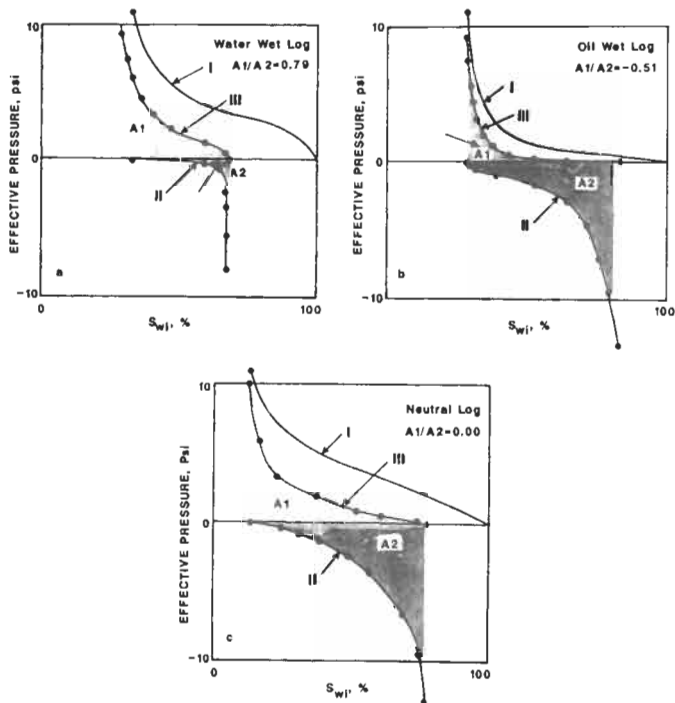 Water Wet Log
A1/A2=0.79
EFFECTIVE PRESSURE, psi
10
0
-10
I
III
A1
A2
II
a
0
100
Swi, %
Oil Wet Log
A1/A2=-0.51
EFFECTIVE PRESSURE, psi
10
0
-10
I
III
A1
A2
II
b
0
100
Swi, %
Neutral Log
A1/A2=0.00
EFFECTIVE PRESSURE, Psi
10
0
-10
I
III
A1
A2
II
c
0
100
Swi, %